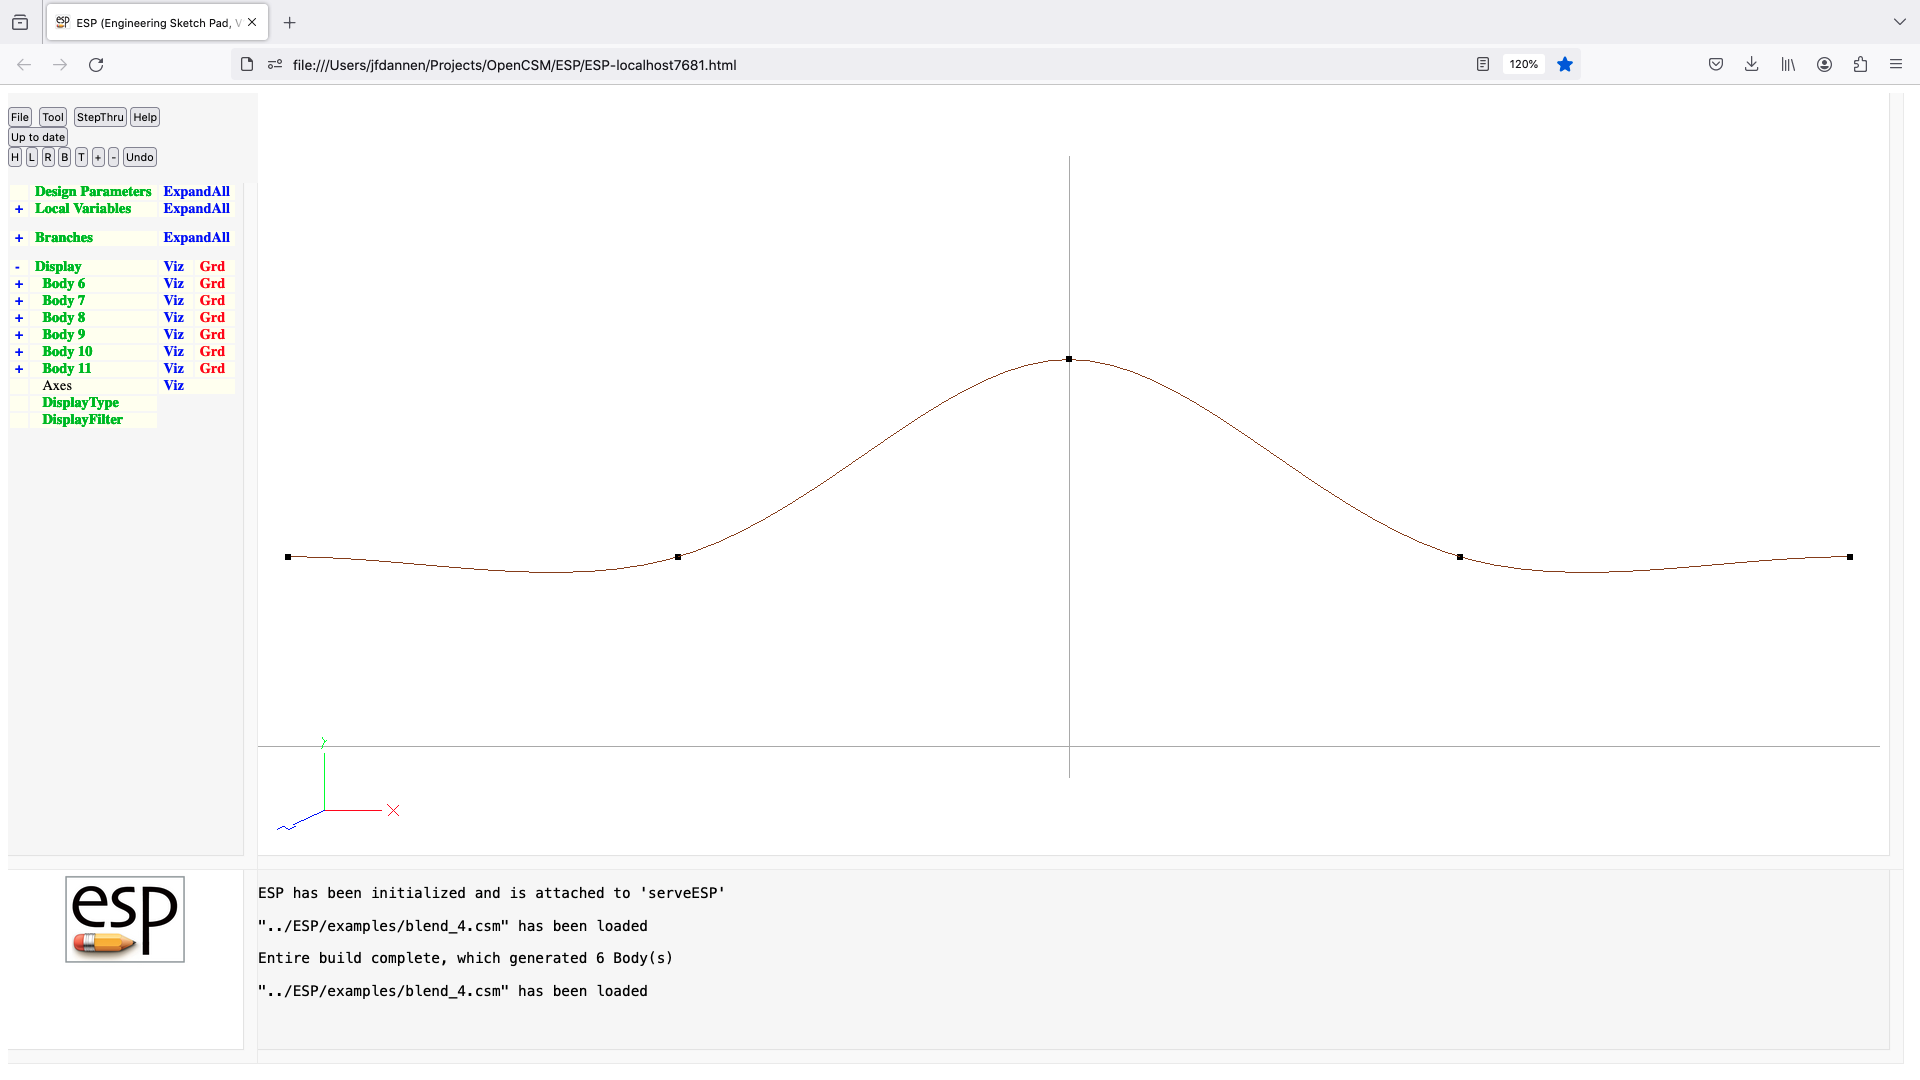 ESP (Engineering Sketch Pad, V
file:///Users/jfdannen/Projects/OpenCSM/ESP/ESP-localhost7681.html
120%
File Tool StepThru Help
Up to date
H L R B T + - Undo
Design Parameters ExpandAll
+ Local Variables ExpandAll
+ Branches ExpandAll
- Display Viz Grd
+ Body 6 Viz Grd
+ Body 7 Viz Grd
+ Body 8 Viz Grd
+ Body 9 Viz Grd
+ Body 10 Viz Grd
+ Body 11 Viz Grd
Axes Viz
DisplayType
DisplayFilter
y
x
z
esp
ESP has been initialized and is attached to 'serveESP'
"../ESP/examples/blend_4.csm" has been loaded
Entire build complete, which generated 6 Body(s)
"../ESP/examples/blend_4.csm" has been loaded